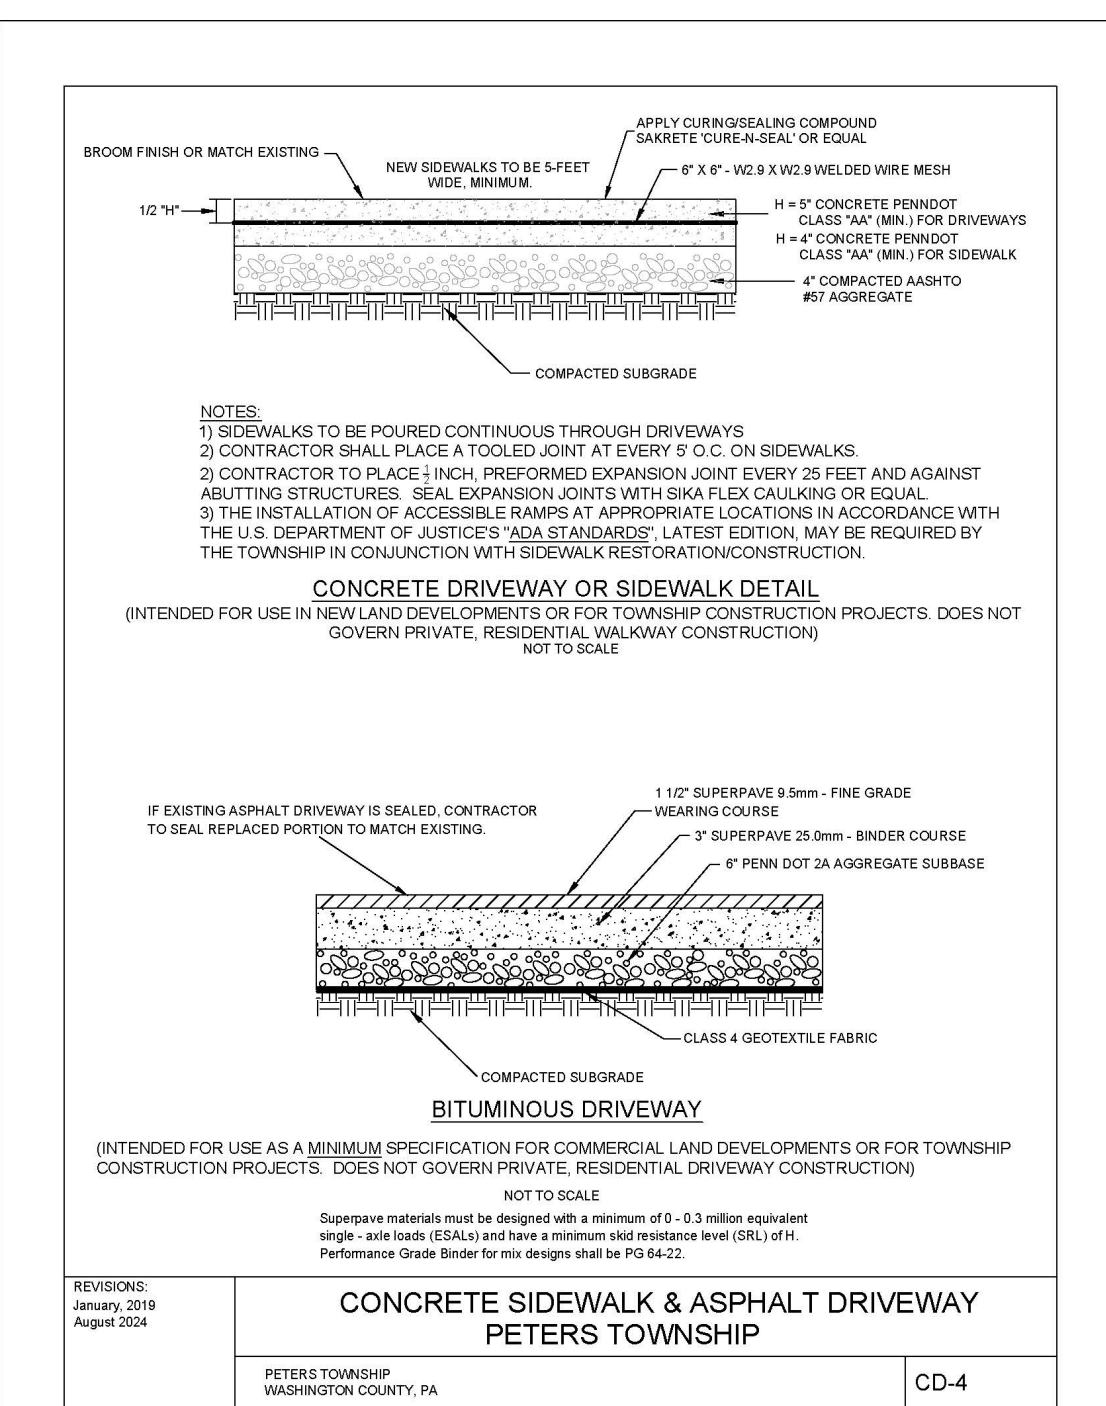 APPLY CURING/SEALING COMPOUND
SAKRETE 'CURE-N-SEAL' OR EQUAL
BROOM FINISH OR MATCH EXISTING
NEW SIDEWALKS TO BE 5-FEET
WIDE, MINIMUM.
6" X 6" - W2.9 X W2.9 WELDED WIRE MESH
1/2 "H"
H = 5" CONCRETE PENNDOT
CLASS "AA" (MIN.) FOR DRIVEWAYS
H = 4" CONCRETE PENNDOT
CLASS "AA" (MIN.) FOR SIDEWALK
4" COMPACTED AASHTO
#57 AGGREGATE
COMPACTED SUBGRADE
NOTES:
1) SIDEWALKS TO BE POURED CONTINUOUS THROUGH DRIVEWAYS
2) CONTRACTOR SHALL PLACE A TOOLED JOINT AT EVERY 5' O.C. ON SIDEWALKS.
2) CONTRACTOR TO PLACE ½ INCH, PREFORMED EXPANSION JOINT EVERY 25 FEET AND AGAINST
ABUTTING STRUCTURES. SEAL EXPANSION JOINTS WITH SIKA FLEX CAULKING OR EQUAL.
3) THE INSTALLATION OF ACCESSIBLE RAMPS AT APPROPRIATE LOCATIONS IN ACCORDANCE WITH
THE U.S. DEPARTMENT OF JUSTICE'S "ADA STANDARDS", LATEST EDITION, MAY BE REQUIRED BY
THE TOWNSHIP IN CONJUNCTION WITH SIDEWALK RESTORATION/CONSTRUCTION.
CONCRETE DRIVEWAY OR SIDEWALK DETAIL
(INTENDED FOR USE IN NEW LAND DEVELOPMENTS OR FOR TOWNSHIP CONSTRUCTION PROJECTS. DOES NOT
GOVERN PRIVATE, RESIDENTIAL WALKWAY CONSTRUCTION)
NOT TO SCALE
1 1/2" SUPERPAVE 9.5mm - FINE GRADE
WEARING COURSE
IF EXISTING ASPHALT DRIVEWAY IS SEALED, CONTRACTOR
TO SEAL REPLACED PORTION TO MATCH EXISTING.
3" SUPERPAVE 25.0mm - BINDER COURSE
6" PENN DOT 2A AGGREGATE SUBBASE
CLASS 4 GEOTEXTILE FABRIC
COMPACTED SUBGRADE
BITUMINOUS DRIVEWAY
(INTENDED FOR USE AS A MINIMUM SPECIFICATION FOR COMMERCIAL LAND DEVELOPMENTS OR FOR TOWNSHIP
CONSTRUCTION PROJECTS. DOES NOT GOVERN PRIVATE, RESIDENTIAL DRIVEWAY CONSTRUCTION)
NOT TO SCALE
Superpave materials must be designed with a minimum of 0 - 0.3 million equivalent
single - axle loads (ESALs) and have a minimum skid resistance level (SRL) of H.
Performance Grade Binder for mix designs shall be PG 64-22.
REVISIONS:
January, 2019
August 2024
CONCRETE SIDEWALK & ASPHALT DRIVEWAY
PETERS TOWNSHIP
PETERS TOWNSHIP
WASHINGTON COUNTY, PA
CD-4